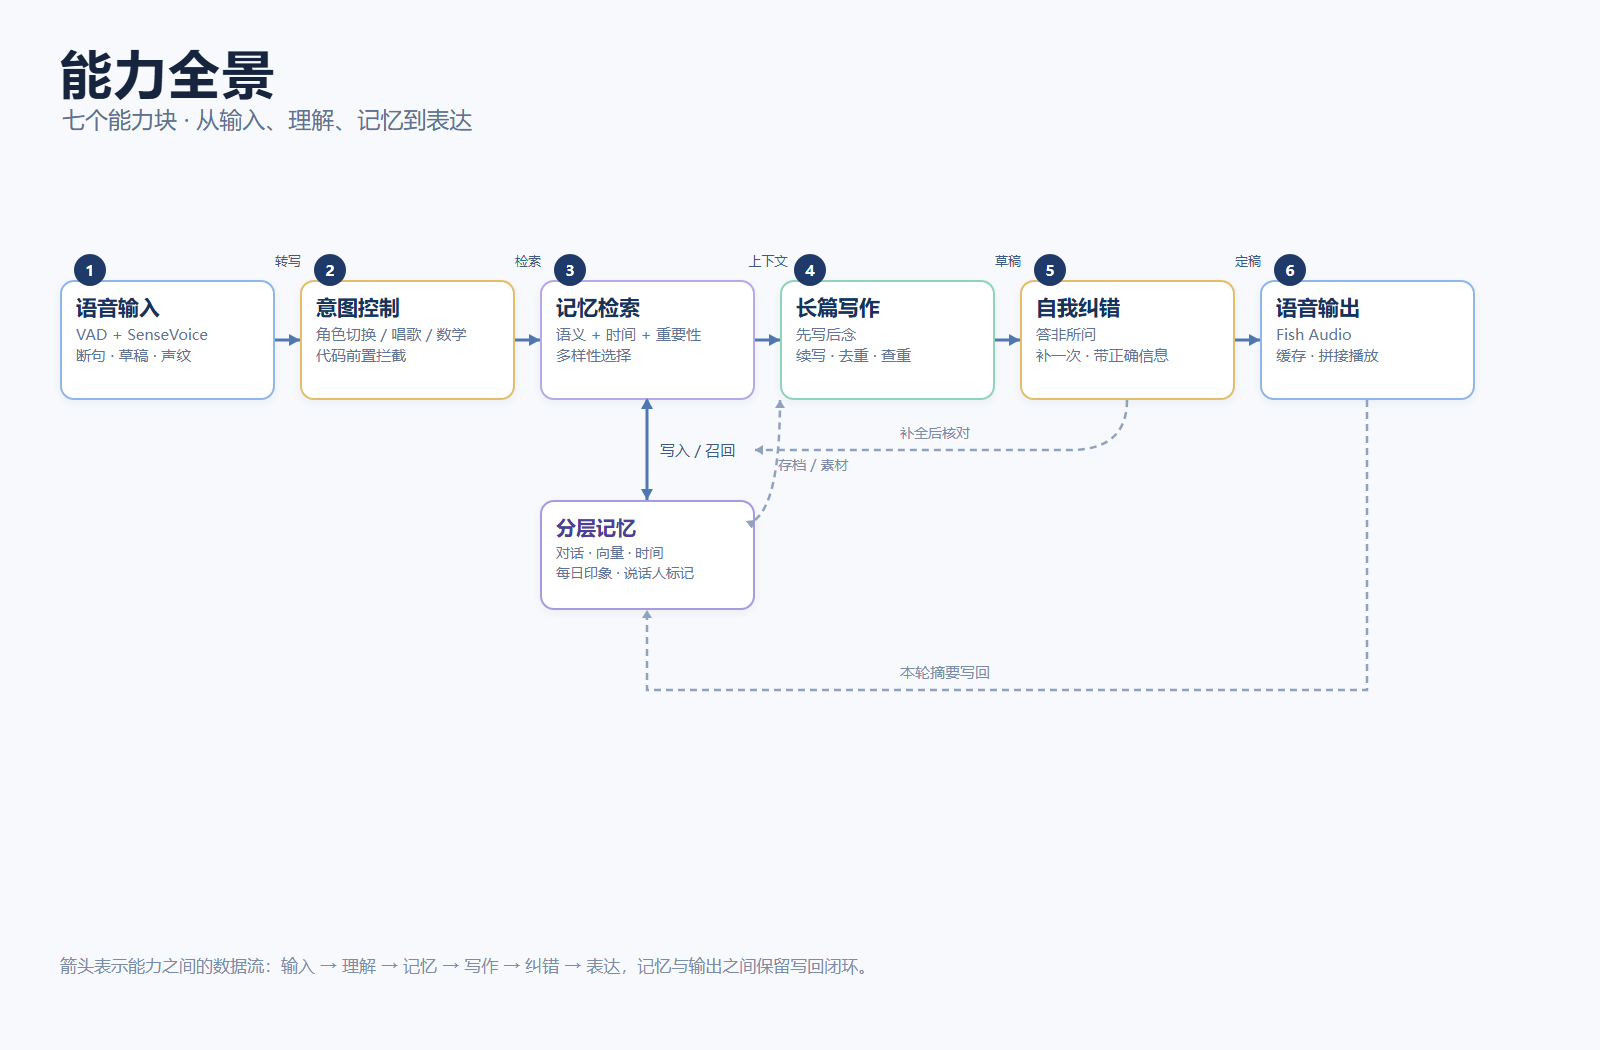 能力全景
七个能力块 · 从输入、理解、记忆到表达
1
转写
2
检索
3
上下文
4
草稿
5
定稿
6
语音输入
VAD + SenseVoice
断句 · 草稿 · 声纹
意图控制
角色切换 / 唱歌 / 数学
代码前置拦截
记忆检索
语义 + 时间 + 重要性
多样性选择
长篇写作
先写后念
续写 · 去重 · 查重
自我纠错
答非所问
补一次 · 带正确信息
语音输出
Fish Audio
缓存 · 拼接播放
补全后核对
写入 / 召回
存档 / 素材
分层记忆
对话 · 向量 · 时间
每日印象 · 说话人标记
本轮摘要写回
箭头表示能力之间的数据流：输入 → 理解 → 记忆 → 写作 → 纠错 → 表达，记忆与输出之间保留写回闭环。